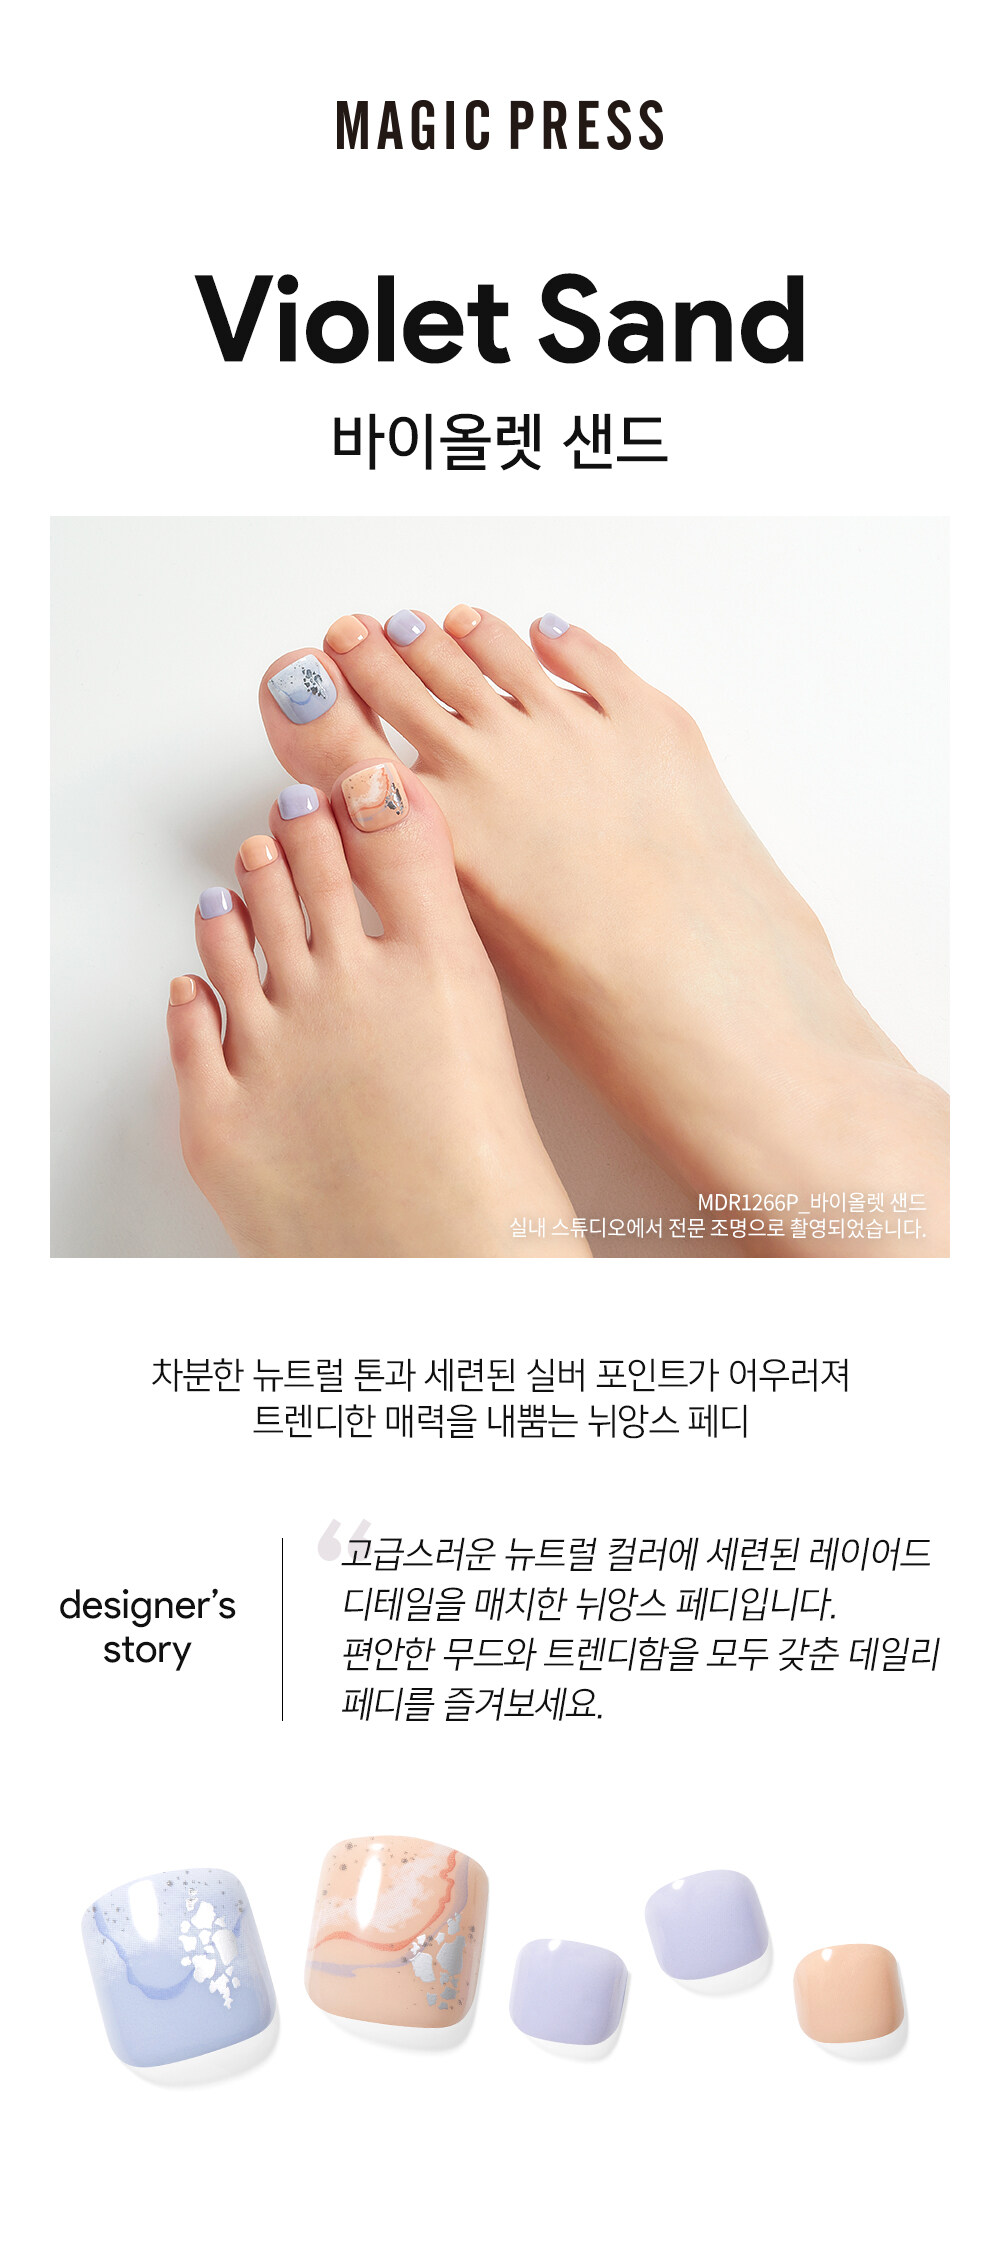 MAGIC PRESS
Violet Sand
바이올렛 샌드
MDR1266P_바이올렛 샌드
실내 스튜디오에서 전문 조명으로 촬영되었습니다.
차분한 뉴트럴 톤과 세련된 실버 포인트가 어우러져
트렌디한 매력을 내뿜는 뉘앙스 페디
designer’s
story
“고급스러운 뉴트럴 컬러에 세련된 레이어드
디테일을 매치한 뉘앙스 페디입니다.
편안한 무드와 트렌디함을 모두 갖춘 데일리
페디를 즐겨보세요.